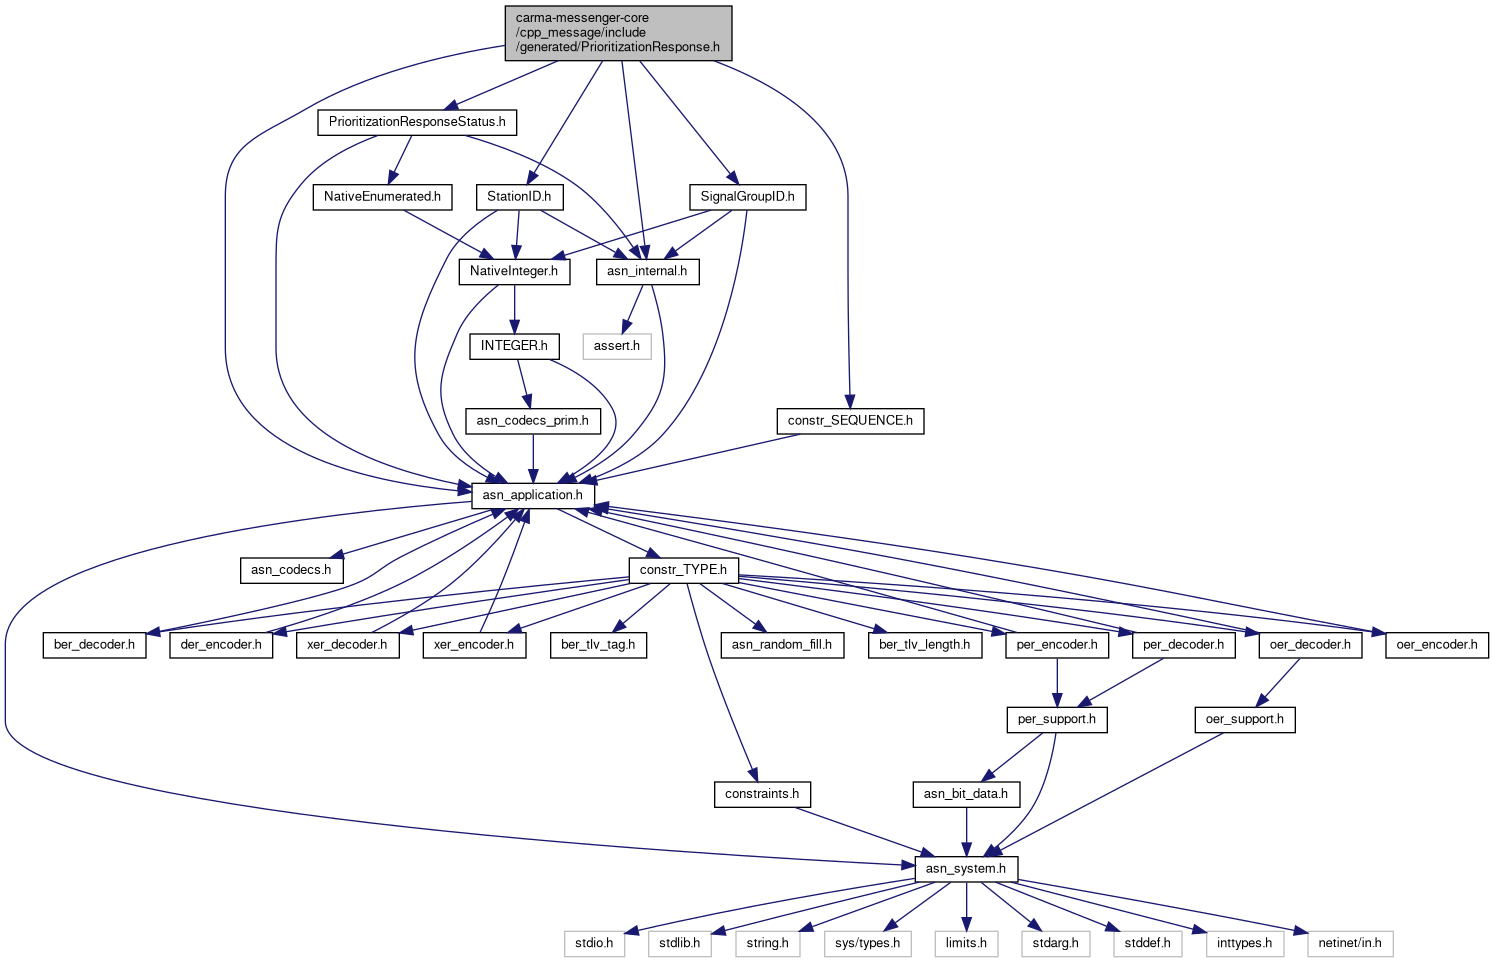 carma-messenger-core
/cpp_message/include
/generated/PrioritizationResponse.h
PrioritizationResponseStatus.h
NativeEnumerated.h
StationID.h
SignalGroupID.h
NativeInteger.h
asn_internal.h
INTEGER.h
assert.h
asn_codecs_prim.h
constr_SEQUENCE.h
asn_application.h
asn_codecs.h
constr_TYPE.h
ber_decoder.h
der_encoder.h
xer_decoder.h
xer_encoder.h
ber_tlv_tag.h
asn_random_fill.h
ber_tlv_length.h
per_encoder.h
per_decoder.h
oer_decoder.h
oer_encoder.h
per_support.h
oer_support.h
constraints.h
asn_bit_data.h
asn_system.h
stdio.h
stdlib.h
string.h
sys/types.h
limits.h
stdarg.h
stddef.h
inttypes.h
netinet/in.h